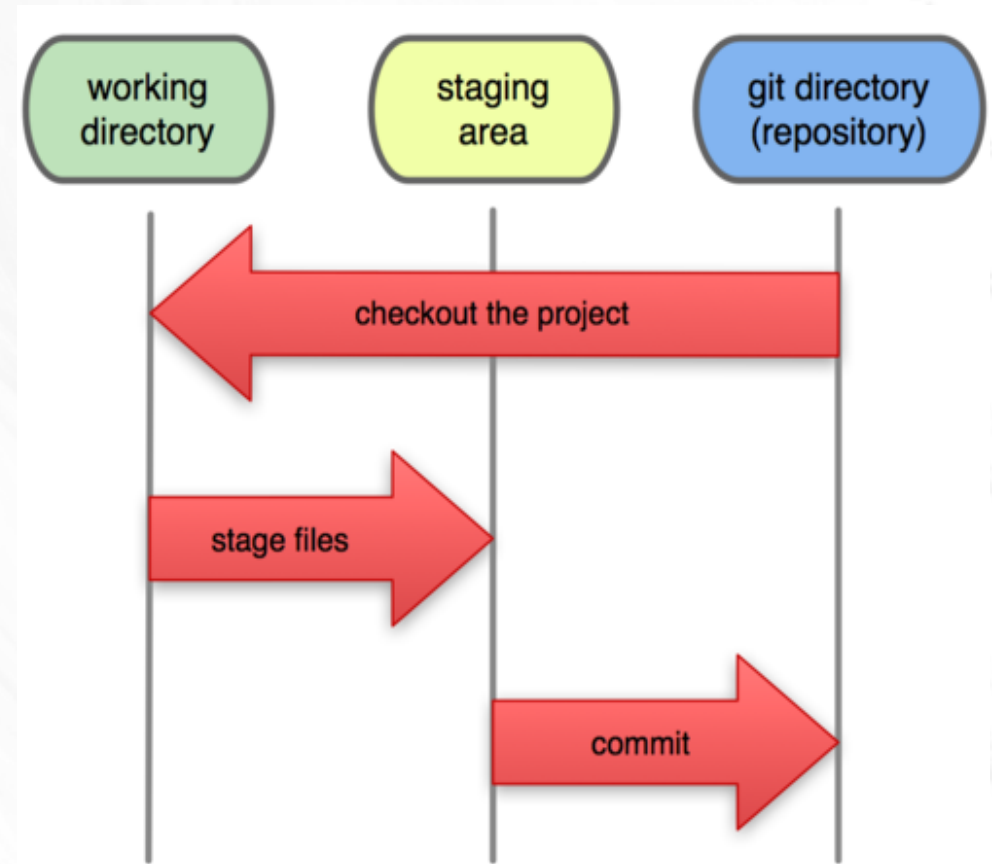 working
directory
staging
area
git directory
(repository)
checkout the project
stage files
commit